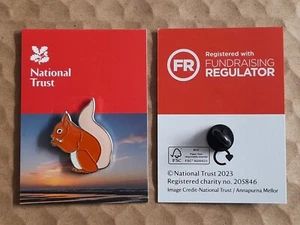 National
Trust
Registered with
FR FUNDRAISING
REGULATOR
FSC
© National Trust 2023
Registered charity no. 205846
Image Credit-National Trust / Annapurna Mellor